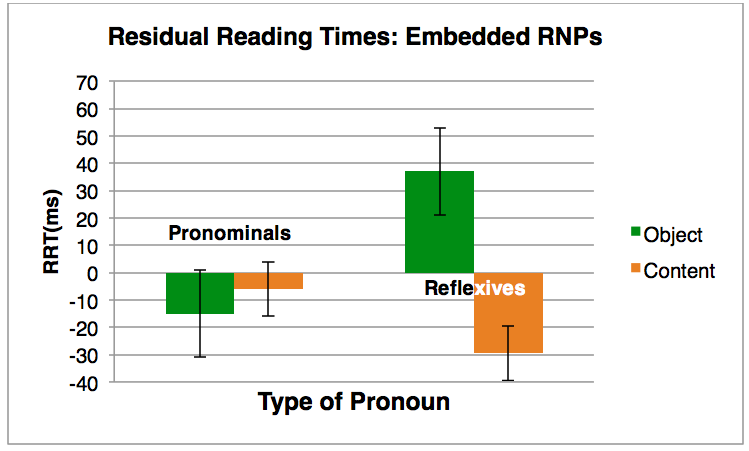 Residual Reading Times: Embedded RNPs
70
60
50
40
30
20
10
0
-10
-20
-30
-40
RRT(ms)
Pronominals
Reflexives
Object
Content
Type of Pronoun